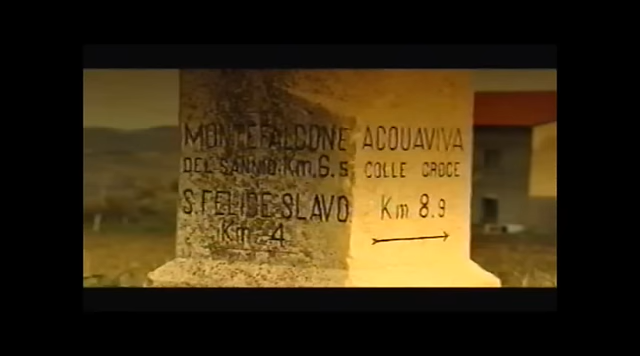 MONTEFALCONE
DEL SANNIO Km.6.5
S.FELICE SLAVO
Km 4
ACQUAVIVA
COLLE CROCE
Km 8.9